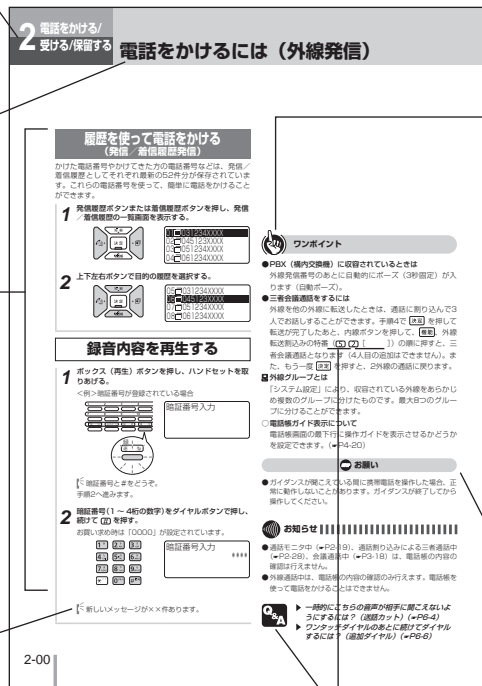 2 電話をかける/
受ける/保留する
電話をかけるには（外線発信）
履歴を使って電話をかける
（発信／着信履歴発信）
かけた電話番号やかけてきた方の電話番号などは、発信／
着信履歴としてそれぞれ最新の52件分が保存されていま
す。これらの電話番号を使って、簡単に電話をかけること
ができます。
1 発信履歴ボタンまたは着信履歴ボタンを押し、発信
／着信履歴の一覧画面を表示する。
決定
01 031234XXXX
02 045123XXXX
03 051234XXXX
04 061234XXXX
2 上下左右ボタンで目的の履歴を選択する。
決定
05 031234XXXX
06 045123XXXX
07 051234XXXX
08 061234XXXX
録音内容を再生する
1 ボックス（再生）ボタンを押し、ハンドセットを取
りあげる。
＜例＞暗証番号が登録されている場合
暗証番号入力
暗証番号と＃をどうぞ。
手順2へ進みます。
2 暗証番号(1 ～ 4桁の数字)をダイヤルボタンで押し、
続けて # を押す。
お買い求め時は「0000」が設定されています。
暗証番号入力
****
新しいメッセージが××件あります。
ワンポイント
●PBX（構内交換機）に収容されているときは
外線発信番号のあとに自動的にポーズ（3秒固定）が入
ります（自動ポーズ）。
●三者会議通話をするには
外線を他の外線に転送したときは、通話に割り込んで3
人でお話しすることができます。手順4で 決定 を押して
転送が完了したあと、内線ボタンを押して、機能、外線
転送割込みの特番（5 2 [ ]）の順に押すと、三
者会議通話となります（4人目の追加はできません）。ま
た、もう一度 決定 を押すと、2外線の通話に戻ります。
外線グループとは
「システム設定」により、収容されている外線をあらかじ
め複数のグループに分けたものです。最大8つのグルー
プに分けることができます。
○電話帳ガイド表示について
電話帳画面の最下行に操作ガイドを表示させるかどうか
を設定できます。（☛P4-20）
お願い
●ガイダンスが聞こえている間に携帯電話を操作した場合、正
常に動作しないことがあります。ガイダンスが終了してから
操作してください。
お知らせ
●通話モニタ中（☛P2-19）、通話割り込みによる三者通話中
（☛P2-28）、会議通話中（☛P3-18）は、電話帳の内容の
確認は行えません。
●外線通話中は、電話帳の内容の確認のみ行えます。電話帳を
使って電話をかけることはできません。
Q&A
▶ 一時的にこちらの音声が相手に聞こえないよ
うにするには？（送話カット）（☛P6-4）
▶ ワンタッチダイヤルのあとに続けてダイヤル
するには？（追加ダイヤル）（☛P6-6）
2-00